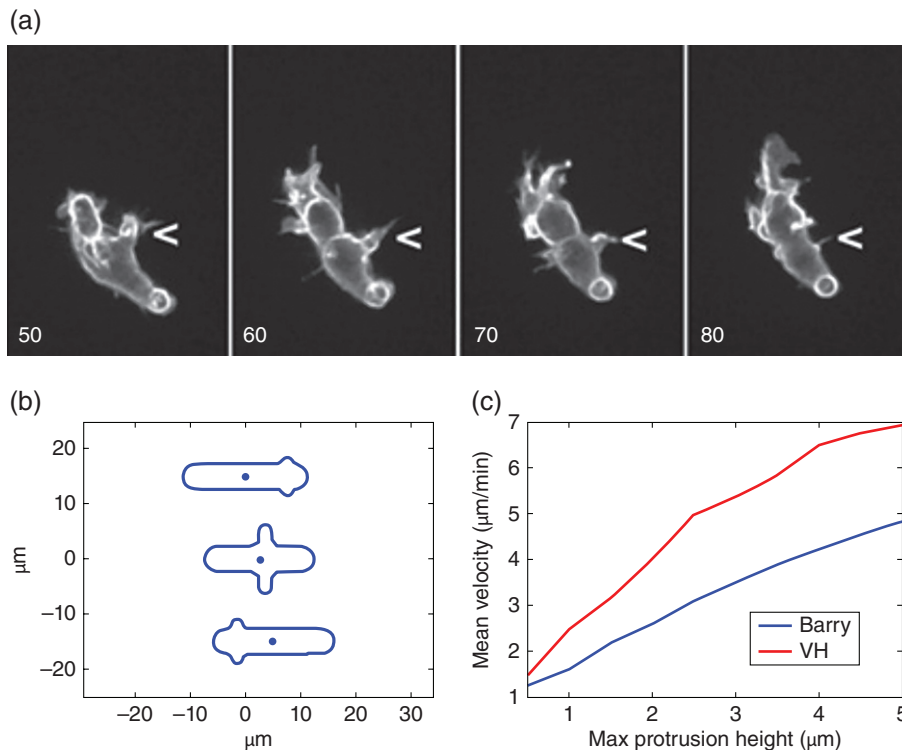 (a)
50 60 70 80
(b)
20
10
0
−10
−20
μm
−20 −10 0 10 20 30
μm
(c)
7
6
5
4
3
2
1
Mean velocity (μm/min)
Barry
VH
1 2 3 4 5
Max protrusion height (μm)